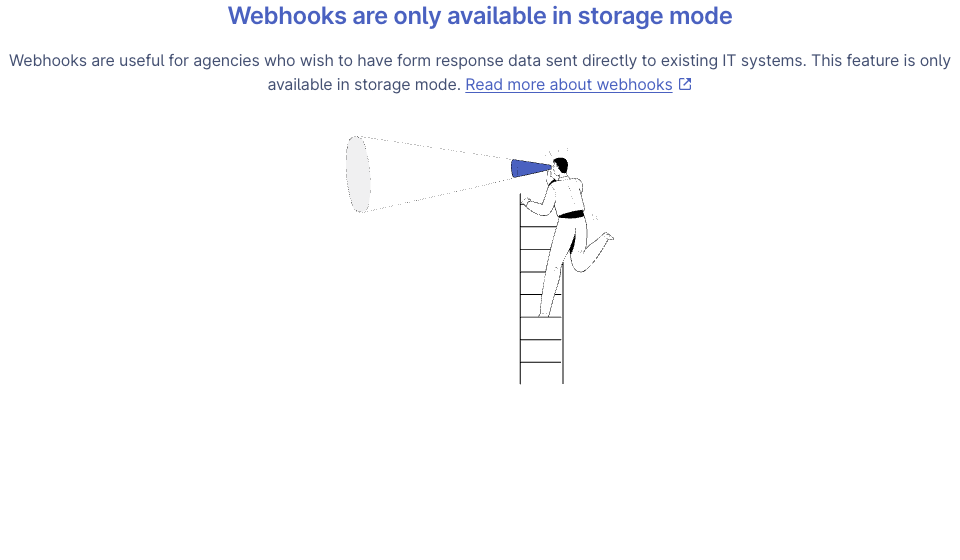 Webhooks are only available in storage mode
Webhooks are useful for agencies who wish to have form response data sent directly to existing IT systems. This feature is only
available in storage mode. Read more about webhooks